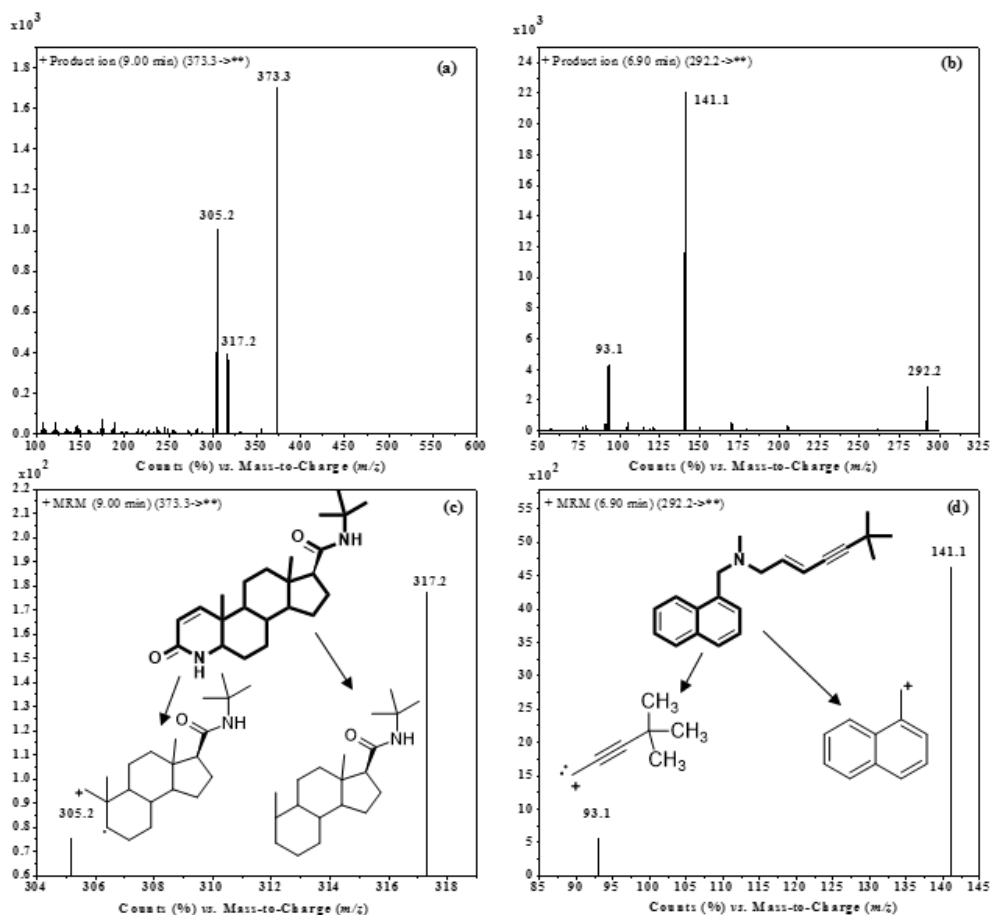 x10³
+ Product ion (9.00 min) (373.3->**)
(a)
373.3
305.2
317.2
1.8
1.6
1.4
1.2
1.0
0.8
0.6
0.4
0.2
0.0
100 150 200 250 300 350 400 450 500 550 600
Counts (%) vs. Mass-to-Charge (m/z)
x10³
+ Product ion (6.90 min) (292.2->**)
(b)
141.1
93.1
292.2
24
22
20
18
16
14
12
10
8
6
4
2
0
50 75 100 125 150 175 200 225 250 275 300 325
Counts (%) vs. Mass-to-Charge (m/z)
x10²
+ MRM (9.00 min) (373.3->**)
(c)
317.2
305.2
O
NH
O
N
H
O
NH
+
.
O
NH
2.2
2.1
2.0
1.9
1.8
1.7
1.6
1.5
1.4
1.3
1.2
1.1
1.0
0.9
0.8
0.7
0.6
304 306 308 310 312 314 316 318
Counts (%) vs. Mass-to-Charge (m/z)
x10²
+ MRM (6.90 min) (292.2->**)
(d)
141.1
93.1
N
CH₃
CH₃
CH₃
+
+
50
45
40
35
30
25
20
15
10
5
0
85 90 95 100 105 110 115 120 125 130 135 140 145
Counts (%) vs. Mass-to-Charge (m/z)